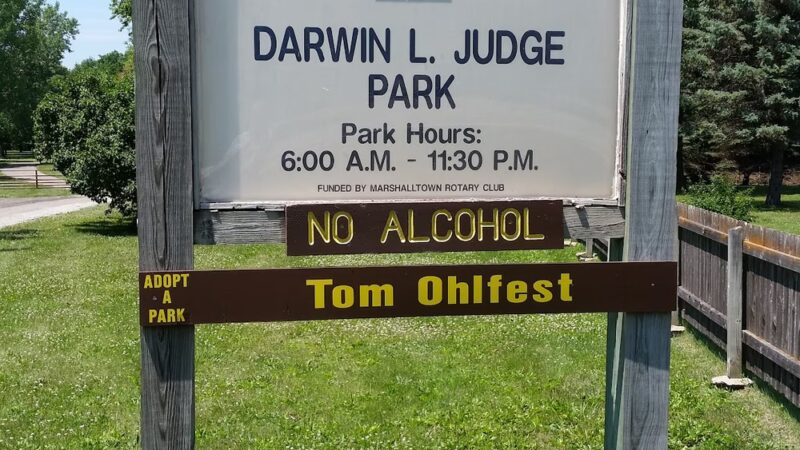 DARWIN L. JUDGE
PARK
Park Hours:
6:00 A.M. - 11:30 P.M.
FUNDED BY MARSHALLTOWN ROTARY CLUB
NO ALCOHOL
ADOPT
A
PARK
Tom Ohlfest